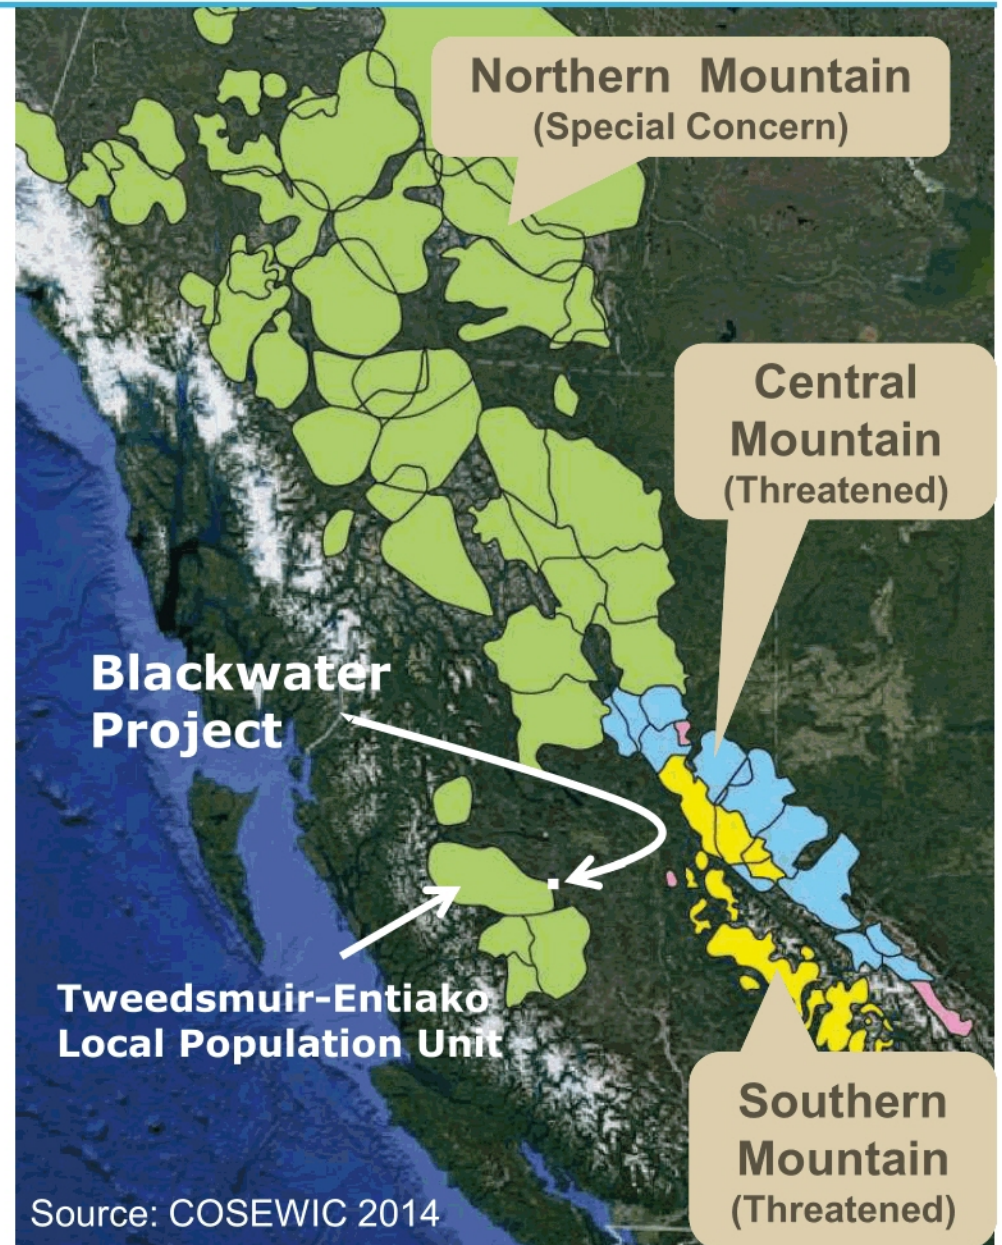 Northern Mountain
(Special Concern)
Central
Mountain
(Threatened)
Blackwater
Project
Tweedsmuir-Entiako
Local Population Unit
Southern
Mountain
(Threatened)
Source: COSEWIC 2014